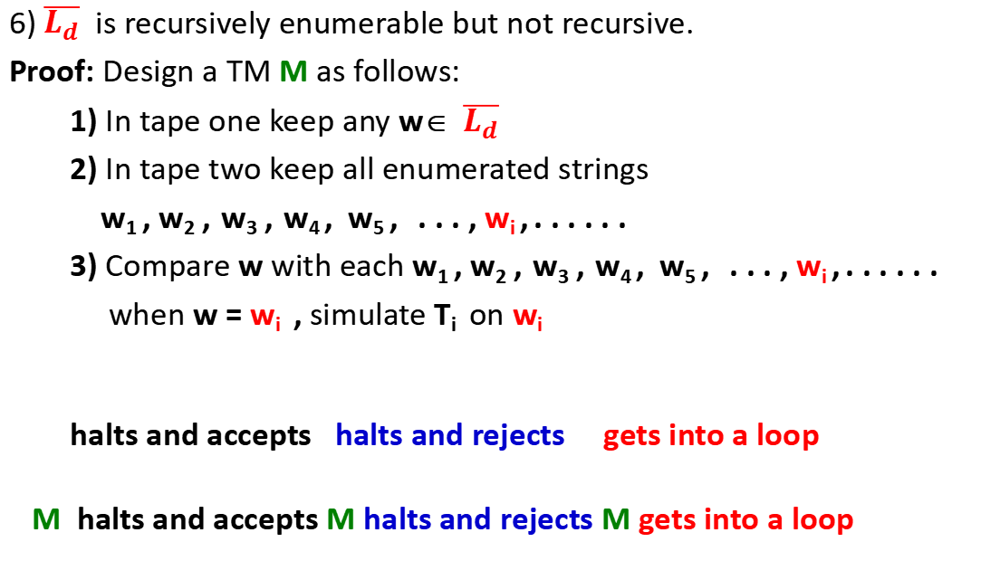 6) $\overline{L_d}$ is recursively enumerable but not recursive.
Proof: Design a TM M as follows:
1) In tape one keep any w∈ $\overline{L_d}$
2) In tape two keep all enumerated strings
w₁, w₂, w₃, w₄, w₅, ..., wᵢ,......
3) Compare w with each w₁, w₂, w₃, w₄, w₅, ..., wᵢ,......
when w = wᵢ , simulate Tᵢ on wᵢ
halts and accepts halts and rejects gets into a loop
M halts and accepts M halts and rejects M gets into a loop